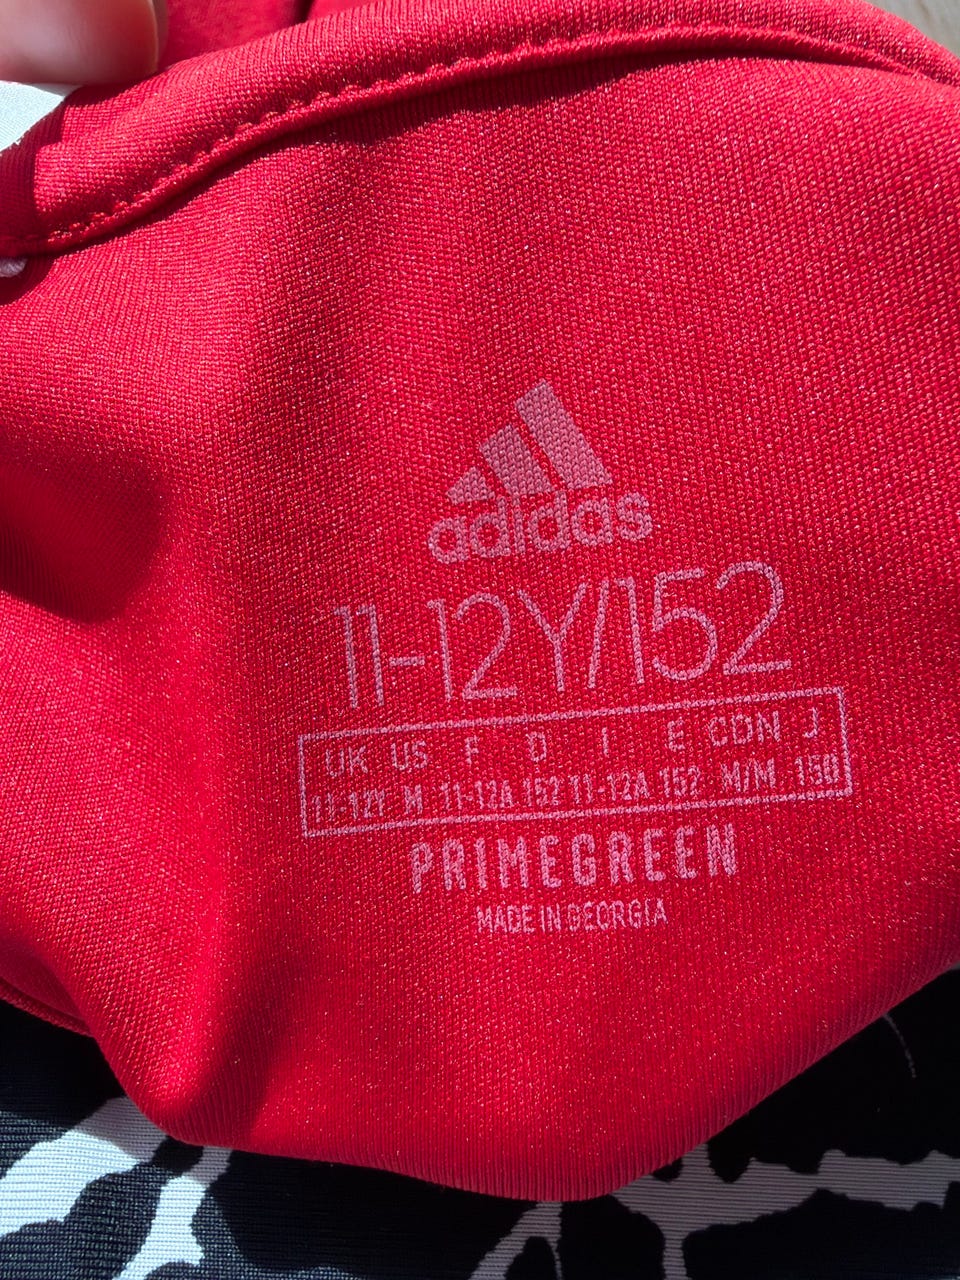 adidas
11-12Y/152
UK US F D I E CDN J
11-12Y M 11-12A 152 11-12A 152 M/M 150
PRIMEGREEN
MADE IN GEORGIA